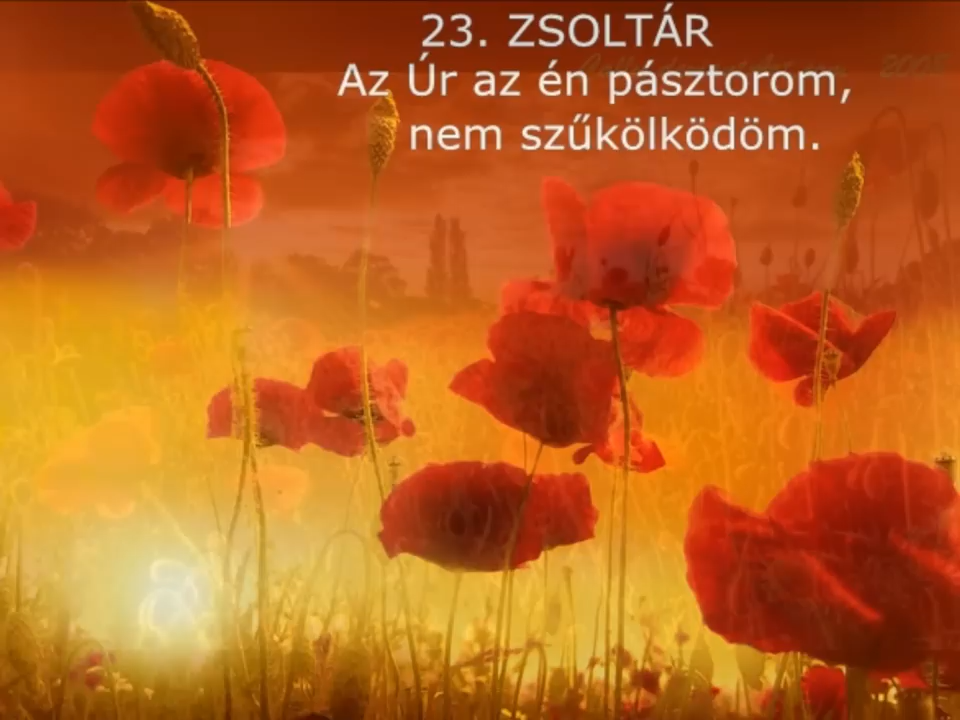 23. ZSOLTÁR
Az Úr az én pásztorom,
nem szűkölködöm.